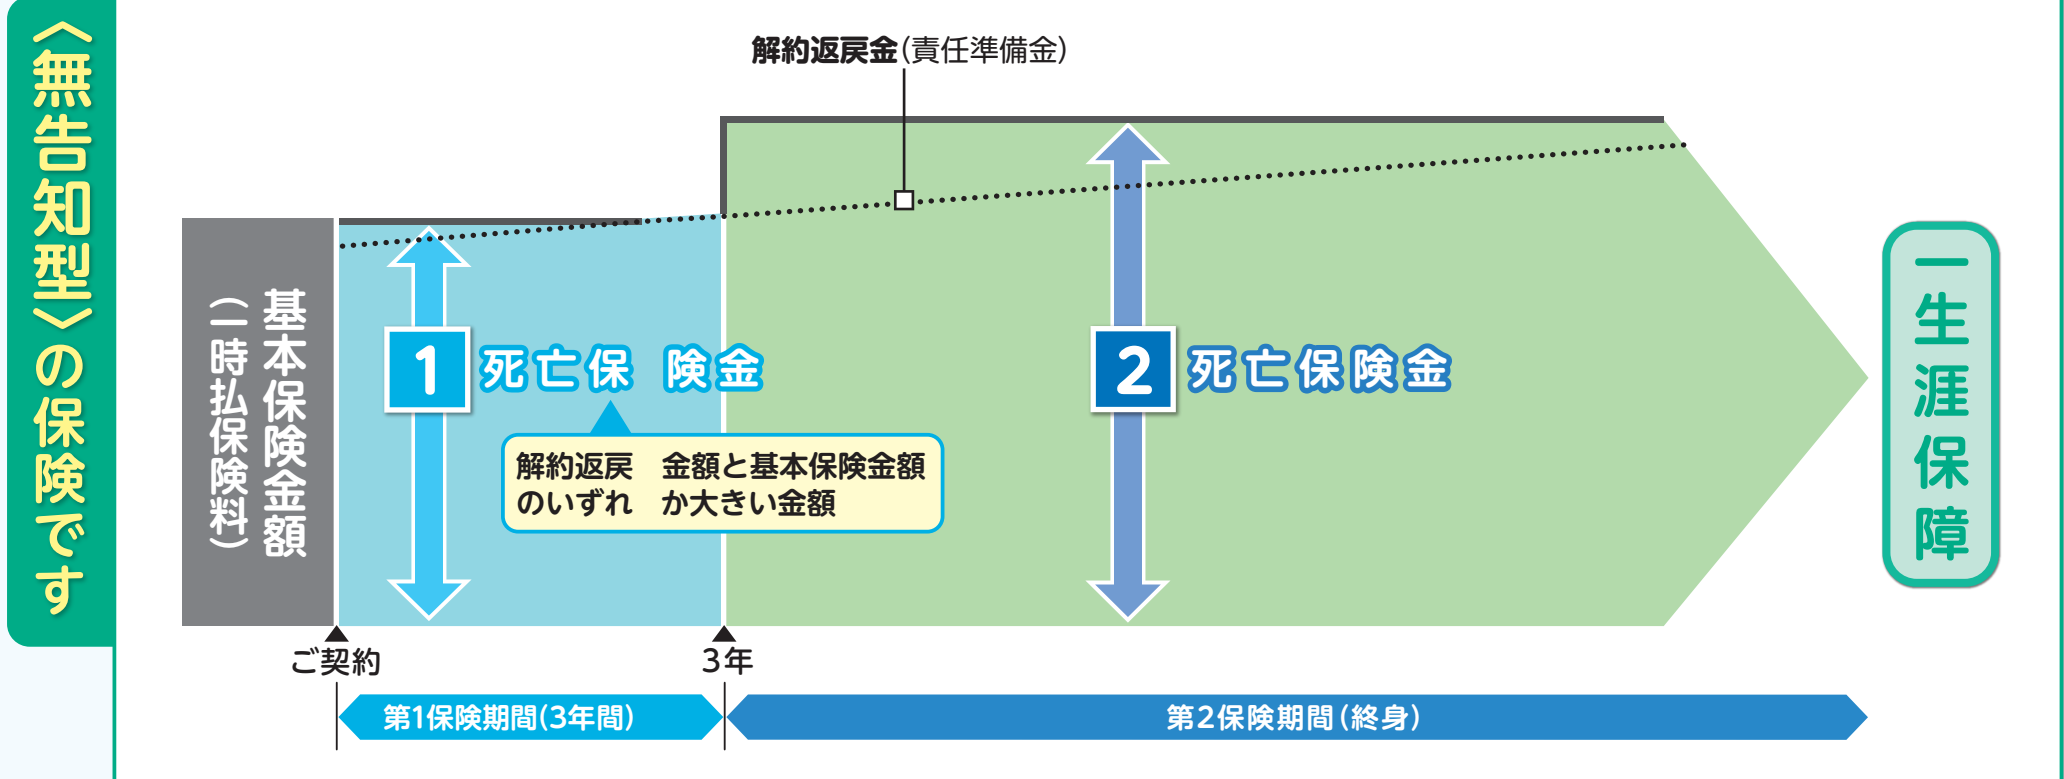 〈無告知型〉の保険です
解約返戻金(責任準備金)
基本保険金額
(一時払保険料)
1 死亡保 険金
解約返戻 金額と基本保険金額
のいずれ か大きい金額
2 死亡保険金
一生涯保障
ご契約
3年
第1保険期間(3年間)
第2保険期間(終身)